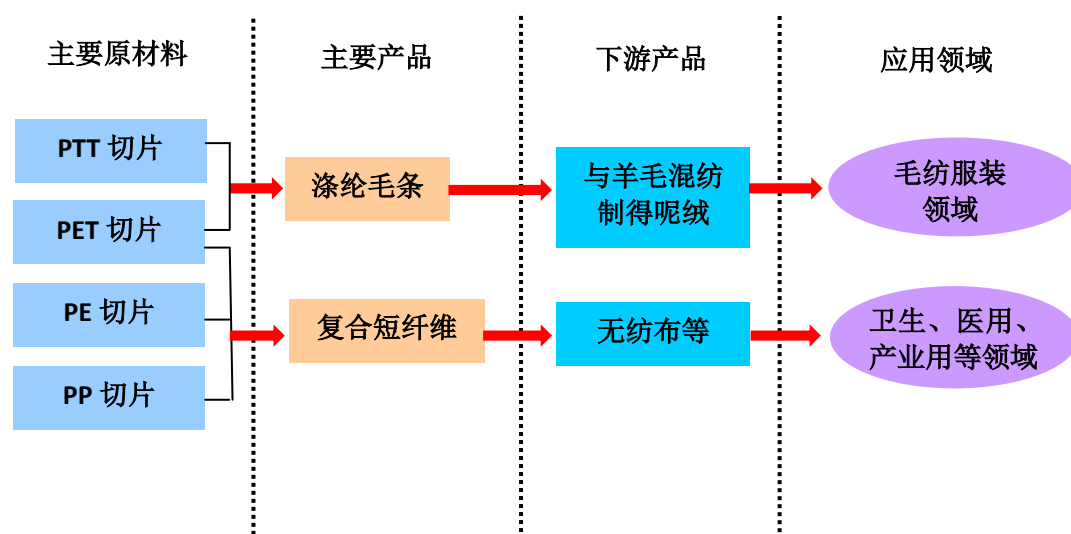 主要原材料
主要产品
下游产品
应用领域
PTT 切片
PET 切片
PE 切片
PP 切片
涤纶毛条
复合短纤维
与羊毛混纺
制得呢绒
无纺布等
毛纺服装
领域
卫生、医用、
产业用等领域